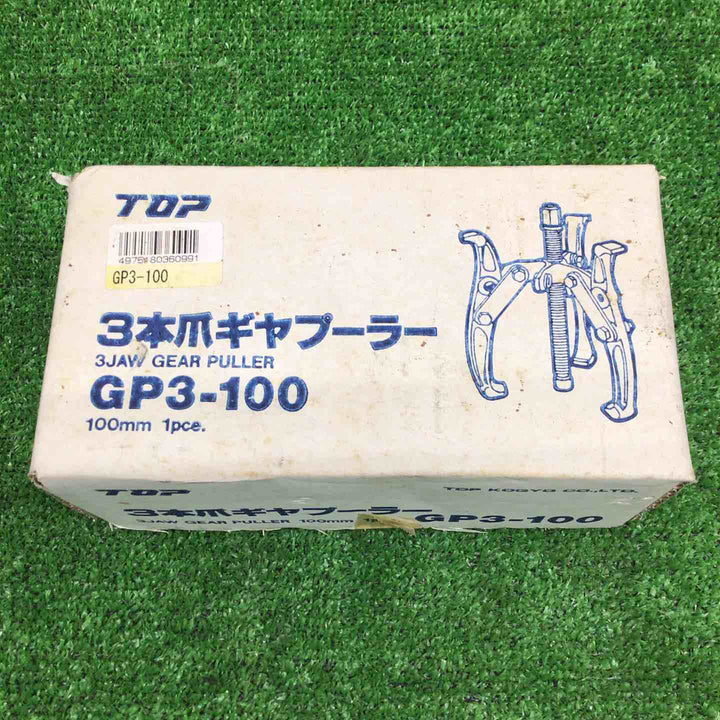 TOP
4975180360991
GP3-100
3本爪ギヤプーラー
3JAW GEAR PULLER
GP3-100
100mm 1pce.
TOP
TOP KOGYO CO.,LTD.
3本爪ギヤプーラー
3JAW GEAR PULLER 100mm
GP3-100